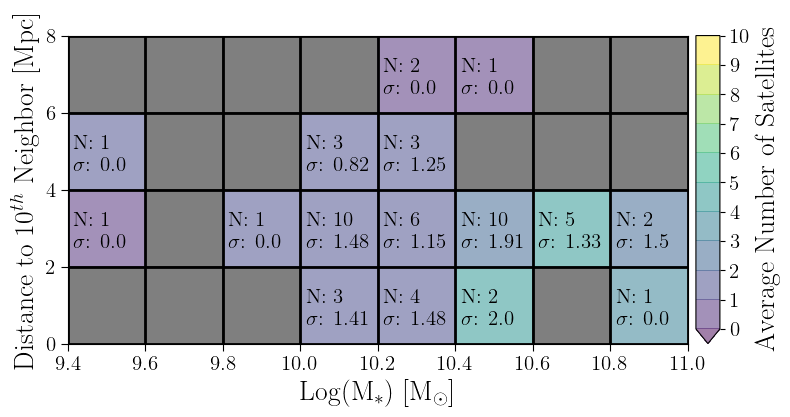 Distance to 10th Neighbor [Mpc]
8
6
4
2
0
N: 2
σ: 0.0
N: 1
σ: 0.0
N: 1
σ: 0.0
N: 3
σ: 0.82
N: 3
σ: 1.25
N: 1
σ: 0.0
N: 1
σ: 0.0
N: 10
σ: 1.48
N: 6
σ: 1.15
N: 10
σ: 1.91
N: 5
σ: 1.33
N: 2
σ: 1.5
N: 3
σ: 1.41
N: 4
σ: 1.48
N: 2
σ: 2.0
N: 1
σ: 0.0
9.4 9.6 9.8 10.0 10.2 10.4 10.6 10.8 11.0
Log(M*) [M⊙]
10
9
8
7
6
5
4
3
2
1
0
Average Number of Satellites